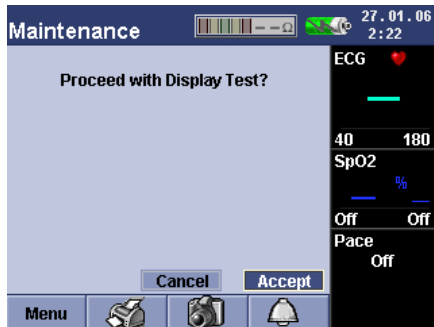 Maintenance
--Ω
27.01.06
2:22
Proceed with Display Test?
Cancel
Accept
Menu
ECG
40 180
SpO2
%
Off Off
Pace
Off